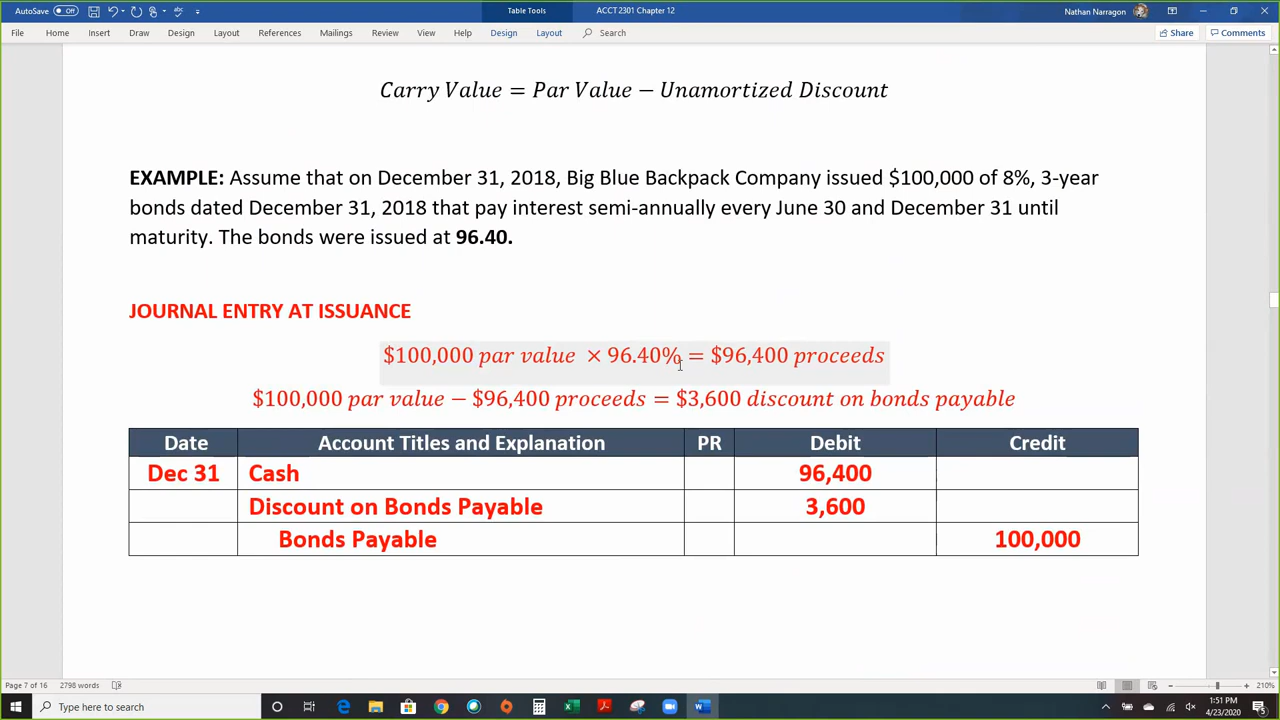 AutoSave Off
Table Tools
ACCT 2301 Chapter 12
Nathan Narragon
File Home Insert Draw Design Layout References Mailings Review View Help Design Layout Search Share Comments
Carry Value = Par Value − Unamortized Discount
EXAMPLE: Assume that on December 31, 2018, Big Blue Backpack Company issued $100,000 of 8%, 3-year
bonds dated December 31, 2018 that pay interest semi-annually every June 30 and December 31 until
maturity. The bonds were issued at 96.40.
JOURNAL ENTRY AT ISSUANCE
$100,000 par value × 96.40% = $96,400 proceeds
$100,000 par value − $96,400 proceeds = $3,600 discount on bonds payable
Date Account Titles and Explanation PR Debit Credit
Dec 31 Cash 96,400
Discount on Bonds Payable 3,600
Bonds Payable 100,000
Page 7 of 16 2798 words 210%
Type here to search
1:51 PM
4/23/2020